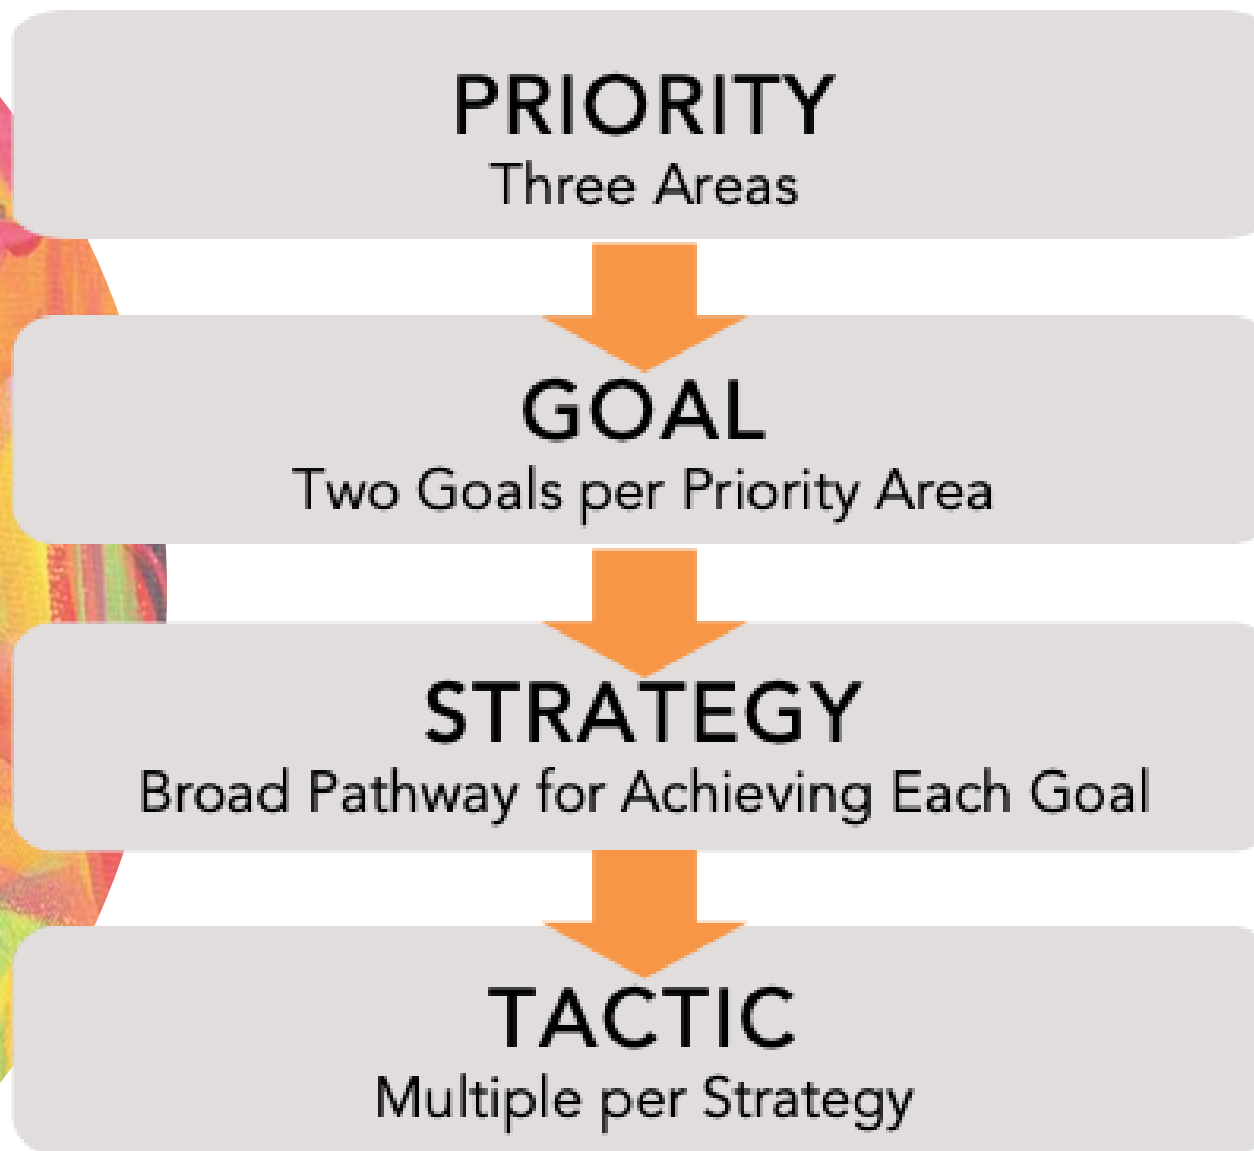 PRIORITY
Three Areas
GOAL
Two Goals per Priority Area
STRATEGY
Broad Pathway for Achieving Each Goal
TACTIC
Multiple per Strategy